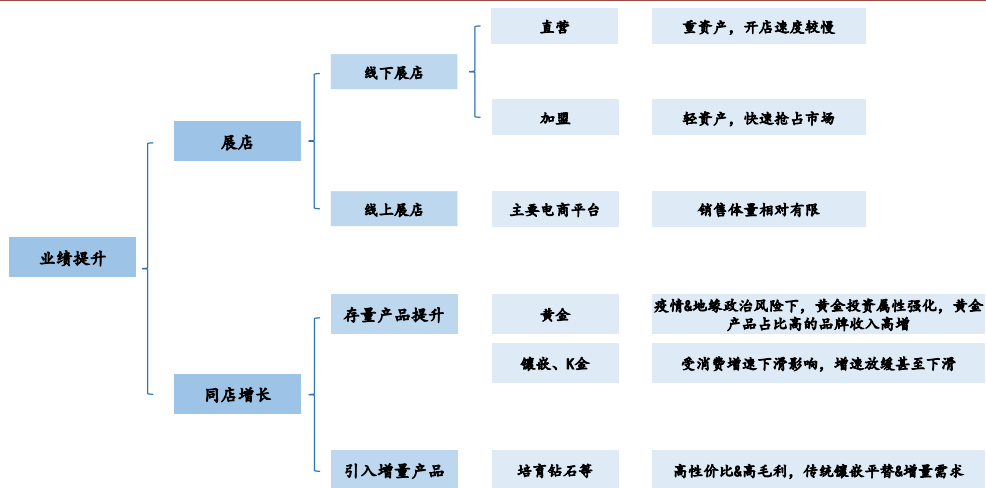 直营
重资产，开店速度较慢
线下展店
加盟
轻资产，快速抢占市场
展店
线上展店
主要电商平台
销售体量相对有限
业绩提升
存量产品提升
黄金
疫情&地缘政治风险下，黄金投资属性强化，黄金
产品占比高的品牌收入高增
镶嵌、K金
受消费增速下滑影响，增速放缓甚至下滑
同店增长
引入增量产品
培育钻石等
高性价比&高毛利，传统镶嵌平替&增量需求